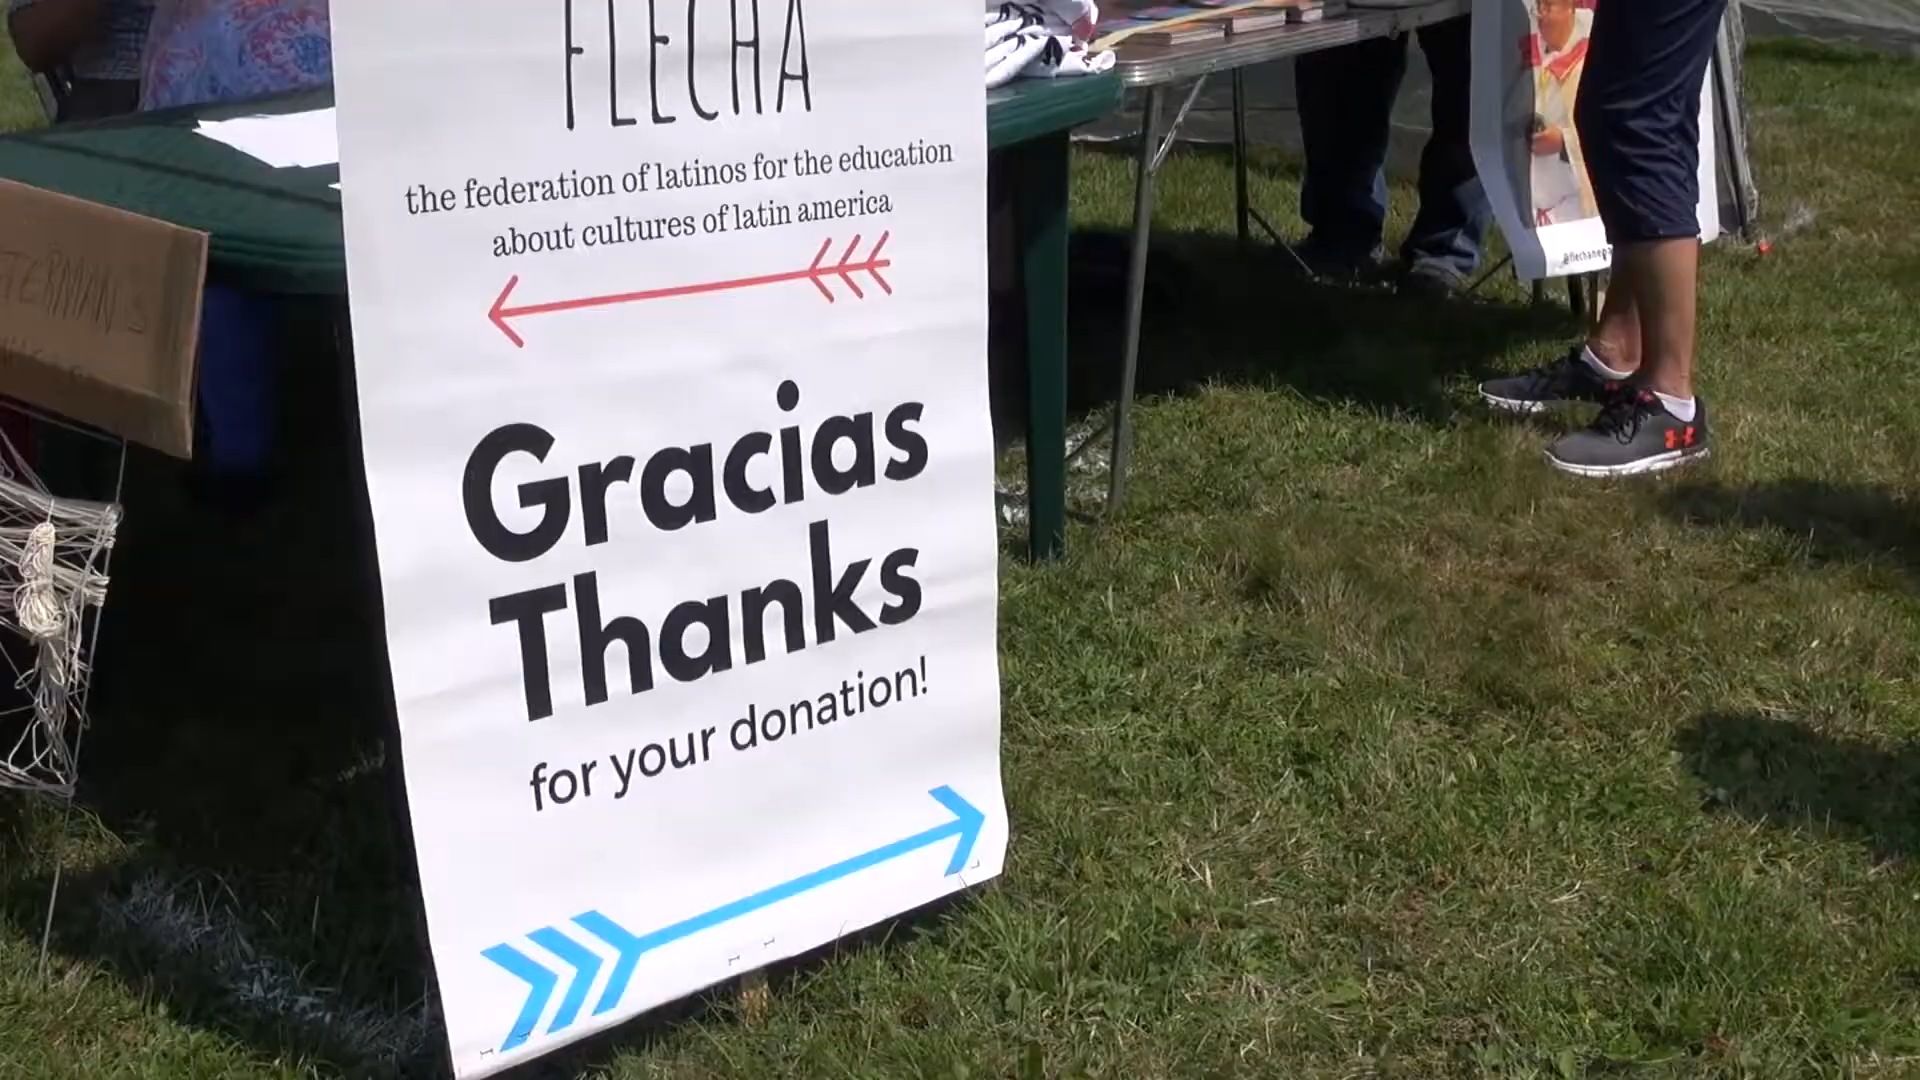 FLECHA
the federation of latinos for the education
about cultures of latin america
Gracias
Thanks
for your donation!